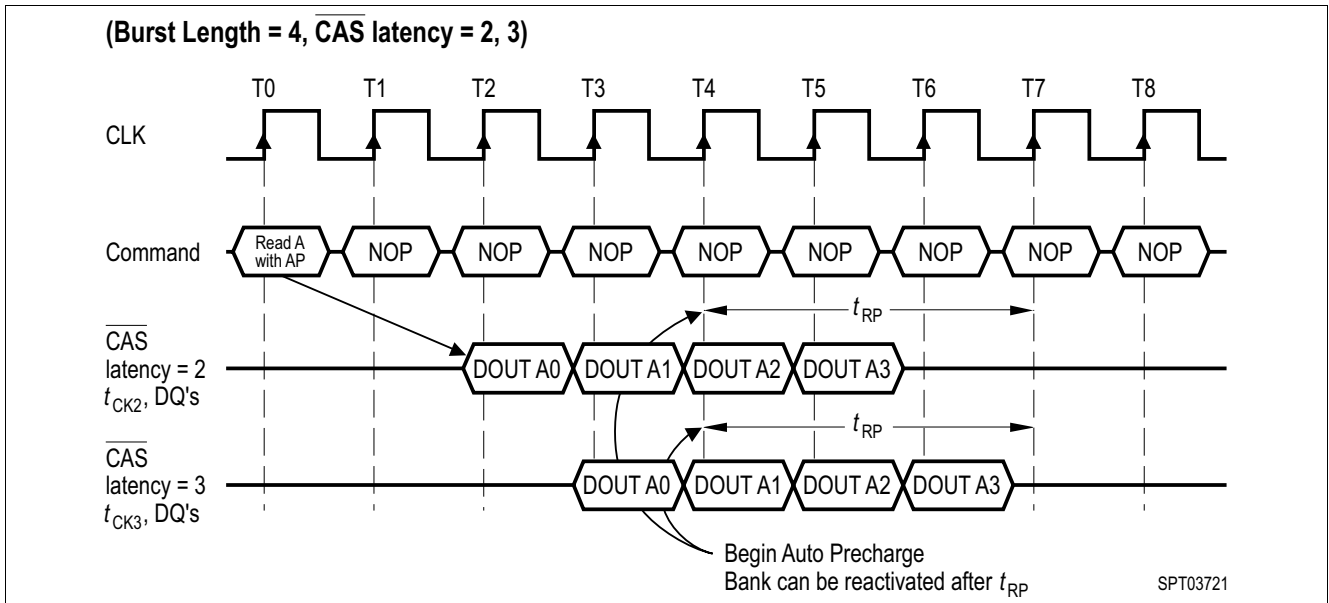 (Burst Length = 4, CAS latency = 2, 3)
T0 T1 T2 T3 T4 T5 T6 T7 T8
CLK
Command Read A with AP NOP NOP NOP NOP NOP NOP NOP NOP
tRP
CAS
latency = 2 DOUT A0 DOUT A1 DOUT A2 DOUT A3
tCK2, DQ's
tRP
CAS
latency = 3 DOUT A0 DOUT A1 DOUT A2 DOUT A3
tCK3, DQ's
Begin Auto Precharge
Bank can be reactivated after tRP
SPT03721